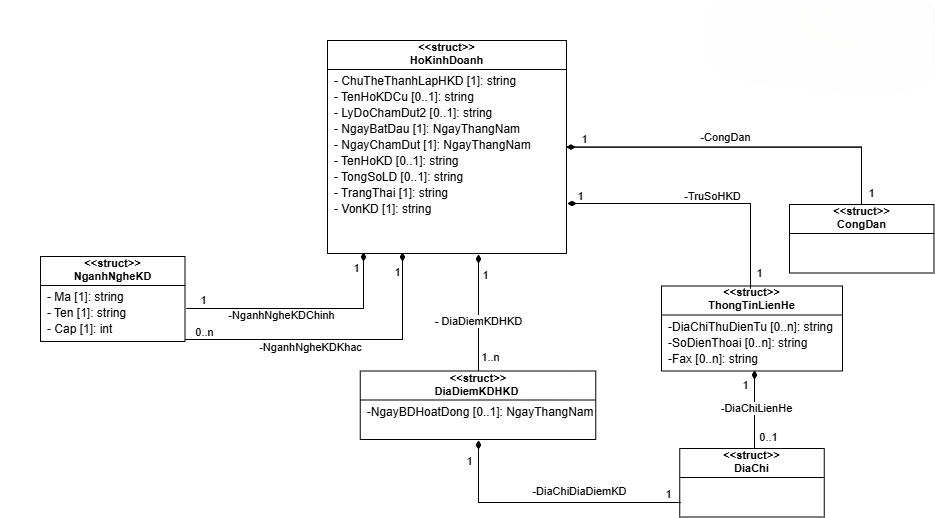 <<struct>>
HoKinhDoanh
- ChuTheThanhLapHKD [1]: string
- TenHoKDCu [0..1]: string
- LyDoChamDut2 [0..1]: string
- NgayBatDau [1]: NgayThangNam
- NgayChamDut [1]: NgayThangNam
- TenHoKD [0..1]: string
- TongSoLD [0..1]: string
- TrangThai [1]: string
- VonKD [1]: string
1
-CongDan
1
1
-TruSoHKD
1
<<struct>>
CongDan
<<struct>>
NganhNgheKD
- Ma [1]: string
- Ten [1]: string
- Cap [1]: int
1
1
1
-NganhNgheKDChinh
0..n
-NganhNgheKDKhac
1
- DiaDiemKDHKD
1..n
<<struct>>
ThongTinLienHe
-DiaChiThuDienTu [0..n]: string
-SoDienThoai [0..n]: string
-Fax [0..n]: string
1
-DiaChiLienHe
0..1
<<struct>>
DiaDiemKDHKD
-NgayBDHoatDong [0..1]: NgayThangNam
1
-DiaChiDiaDiemKD
1
<<struct>>
DiaChi